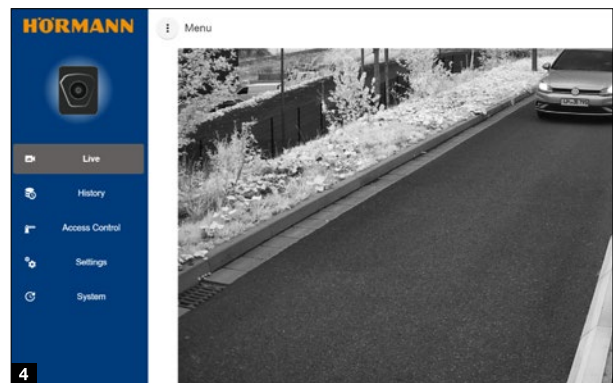 HÖRMANN
Menu
Live
History
Access Control
Settings
System
4